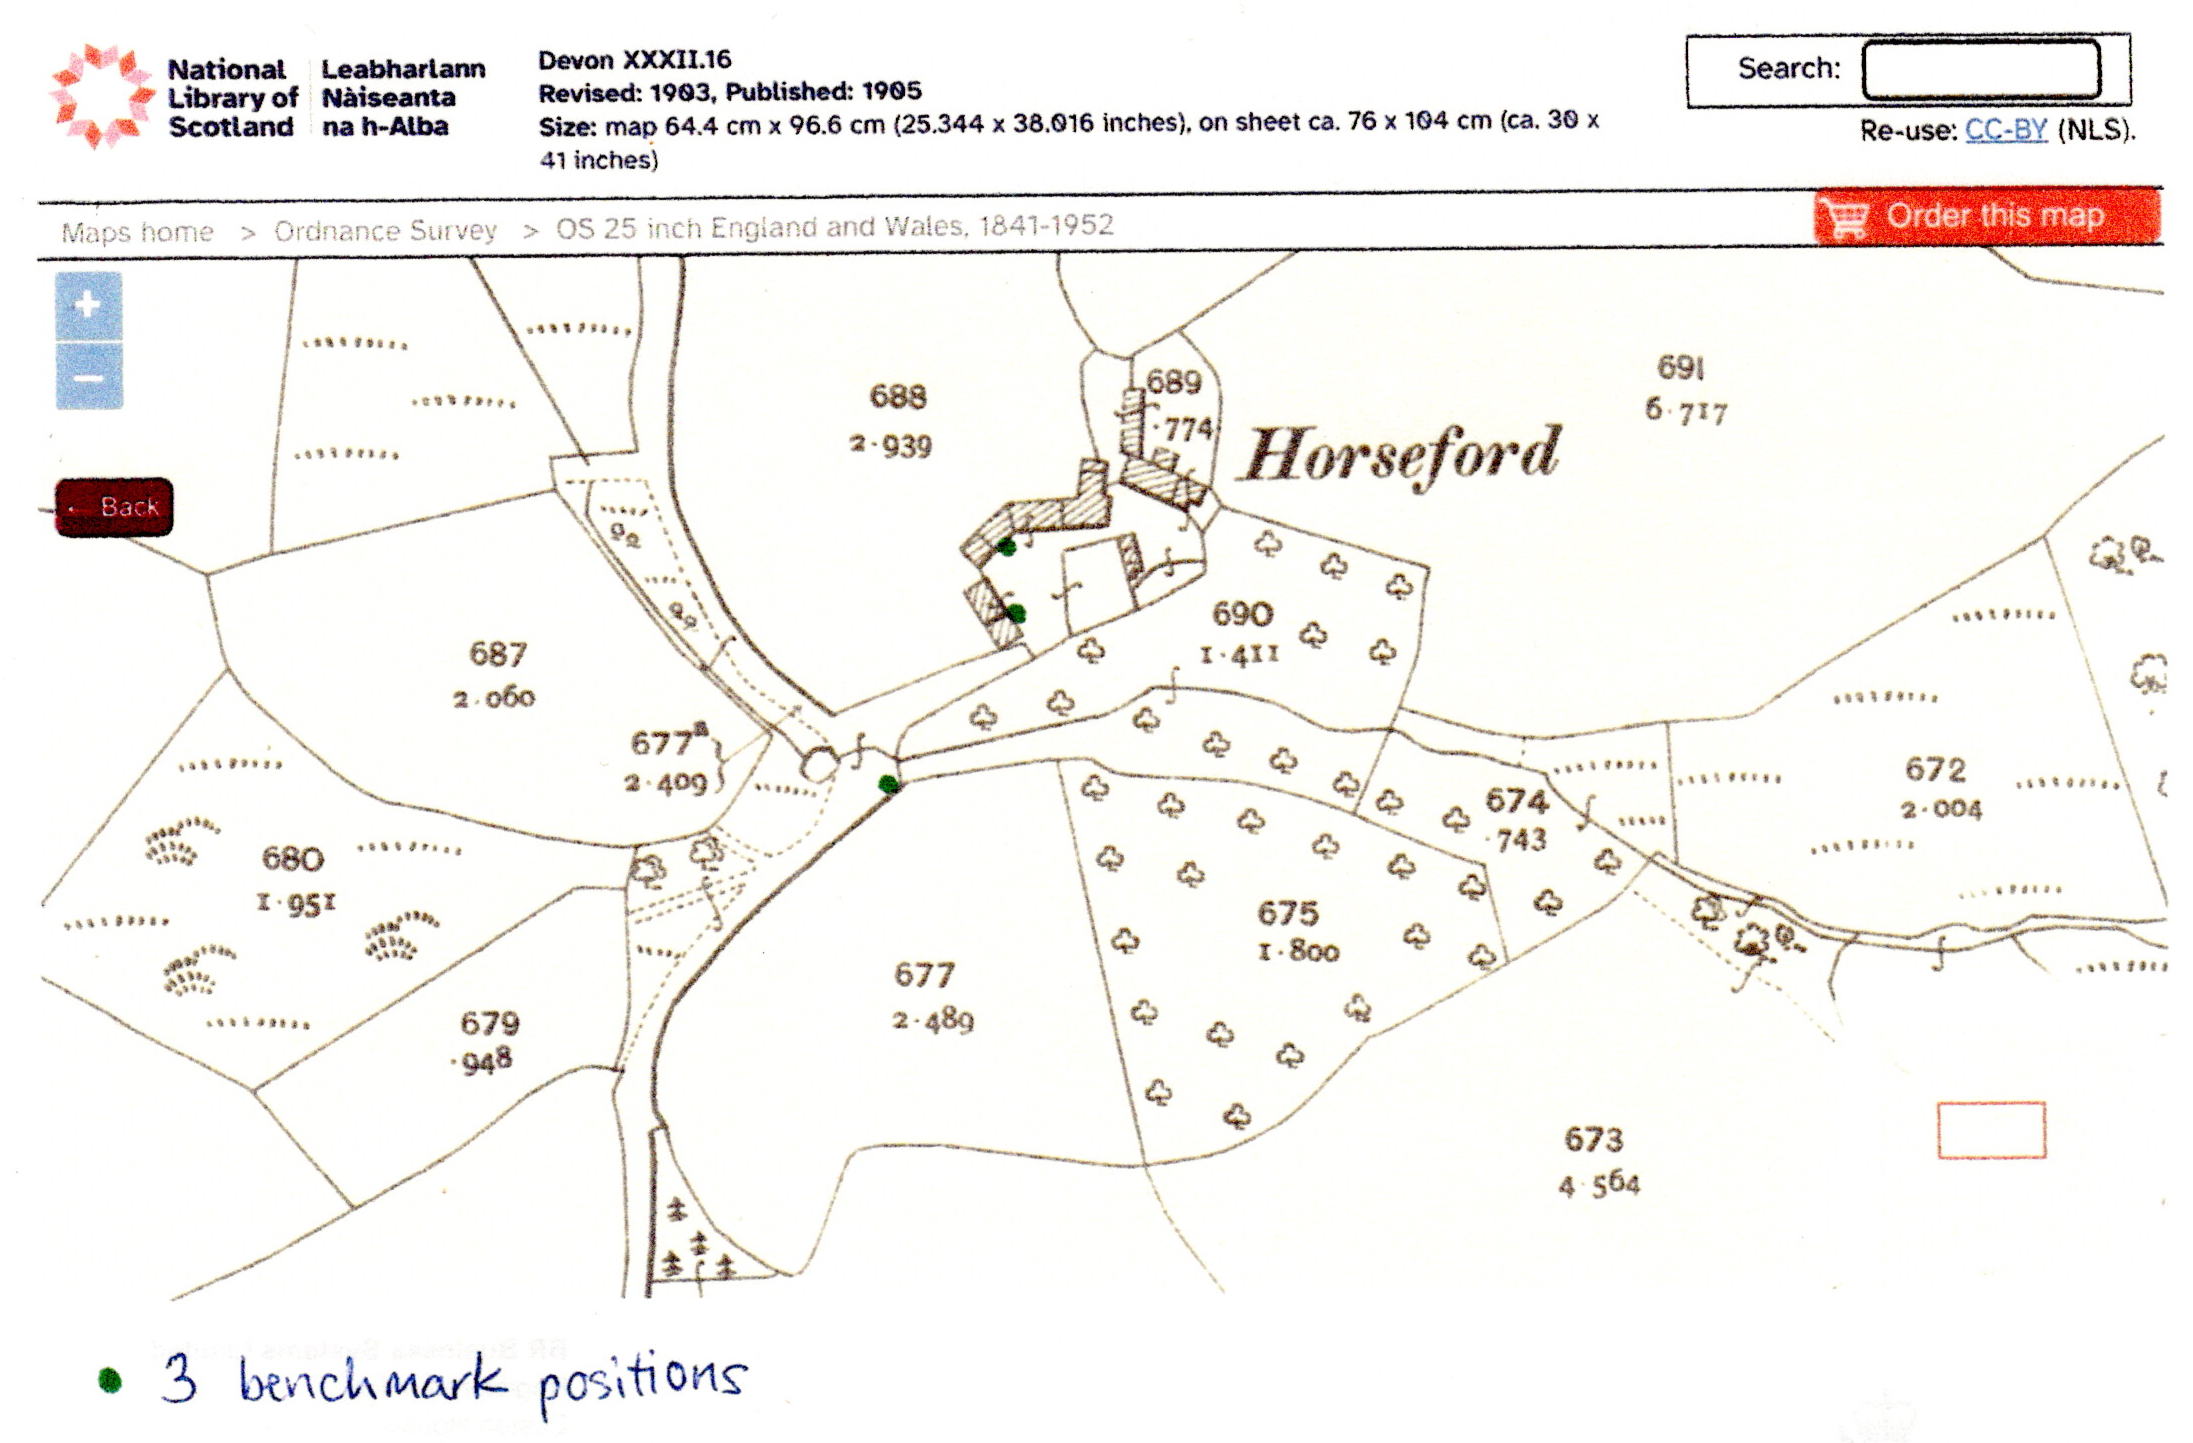 National
Library of
Scotland
Leabharlann
Nàiseanta
na h-Alba
Devon XXXII.16
Revised: 1903, Published: 1905
Size: map 64.4 cm x 96.6 cm (25.344 x 38.016 inches), on sheet ca. 76 x 104 cm (ca. 30 x
41 inches)
Search:
Re-use: CC-BY (NLS).
Maps home > Ordnance Survey > OS 25 inch England and Wales, 1841-1952
Order this map
+
−
Back
688
2·939
689
·774
Horseford
691
6·717
687
2·060
690
1·411
677ª
2·409
672
2·004
674
·743
680
1·951
675
1·800
677
2·489
679
·948
673
4·564
3 benchmark positions